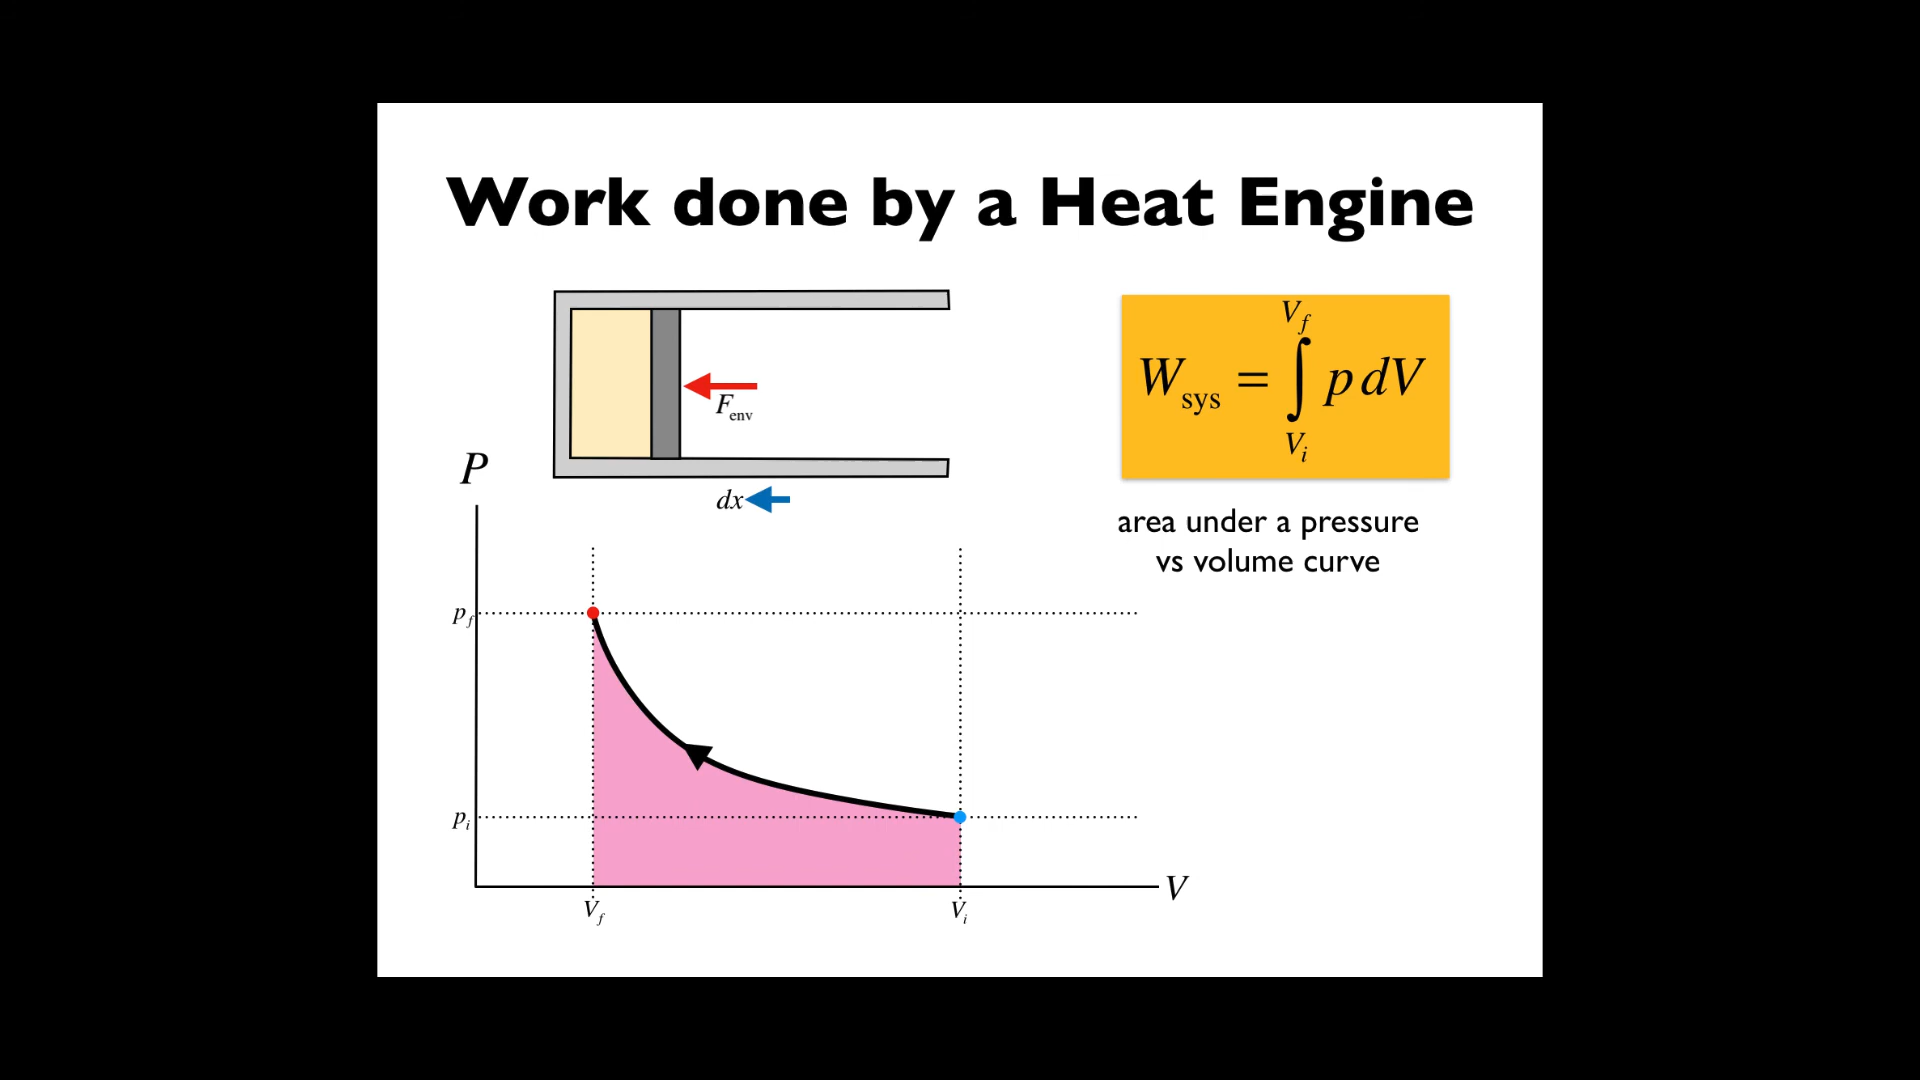 Work done by a Heat Engine
F_env
dx
W_sys = ∫_{V_i}^{V_f} p dV
area under a pressure
vs volume curve
P
p_f
p_i
V_f
V_i
V